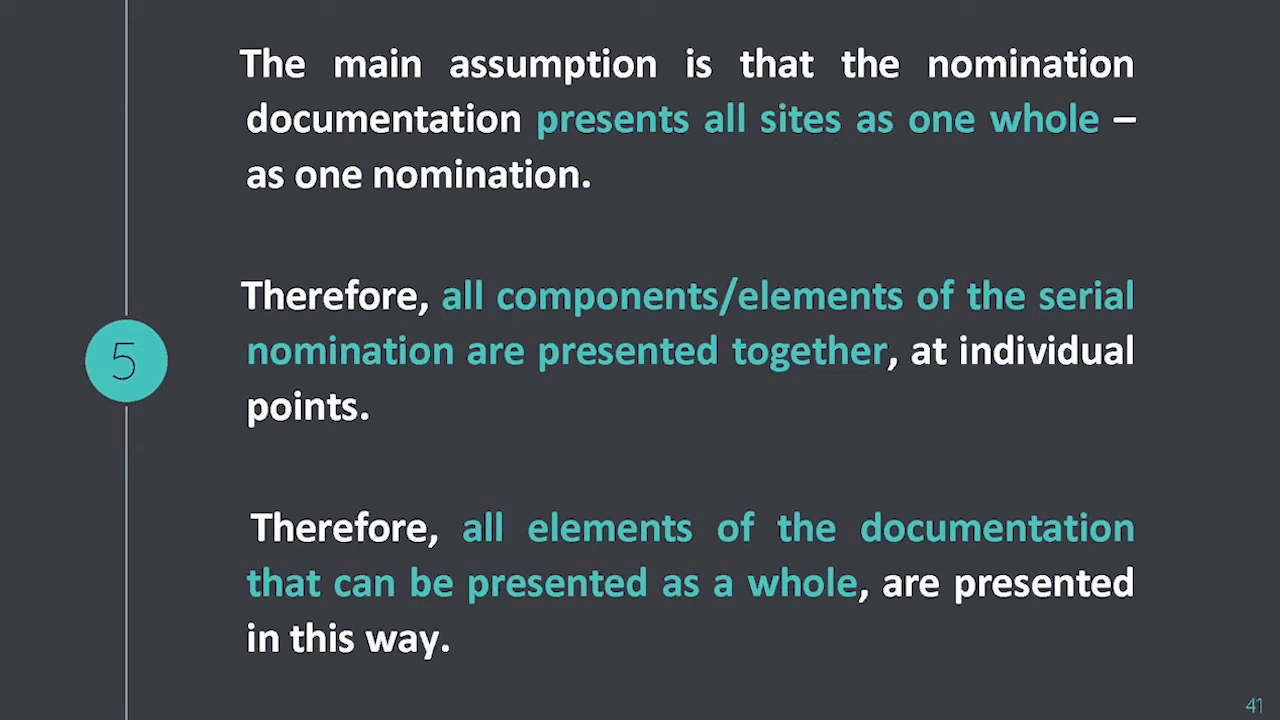 The main assumption is that the nomination
documentation presents all sites as one whole –
as one nomination.
Therefore, all components/elements of the serial
nomination are presented together, at individual
points.
5
Therefore, all elements of the documentation
that can be presented as a whole, are presented
in this way.
41